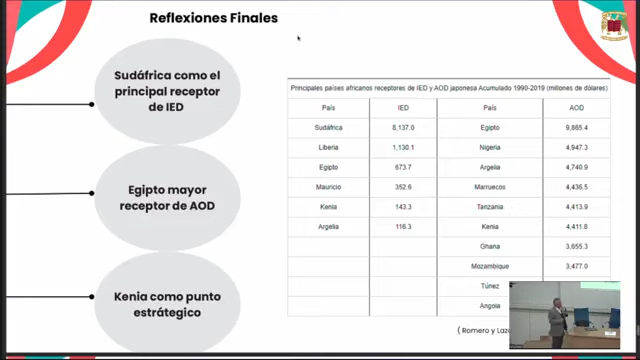 Reflexiones Finales
Sudáfrica como el
principal receptor
de IED
Egipto mayor
receptor de AOD
Kenia como punto
estrátegico
Principales países africanos receptores de IED y AOD japonesa Acumulado 1990-2019 (millones de dólares)
País IED País AOD
Sudáfrica 8,137.0 Egipto 9,865.4
Liberia 1,130.1 Nigeria 4,947.3
Egipto 673.7 Argelia 4,740.9
Mauricio 352.6 Marruecos 4,436.5
Kenia 143.3 Tanzania 4,413.9
Argelia 116.3 Kenia 4,411.8
Ghana 3,655.3
Mozambique 3,477.0
Túnez
Angola
( Romero y